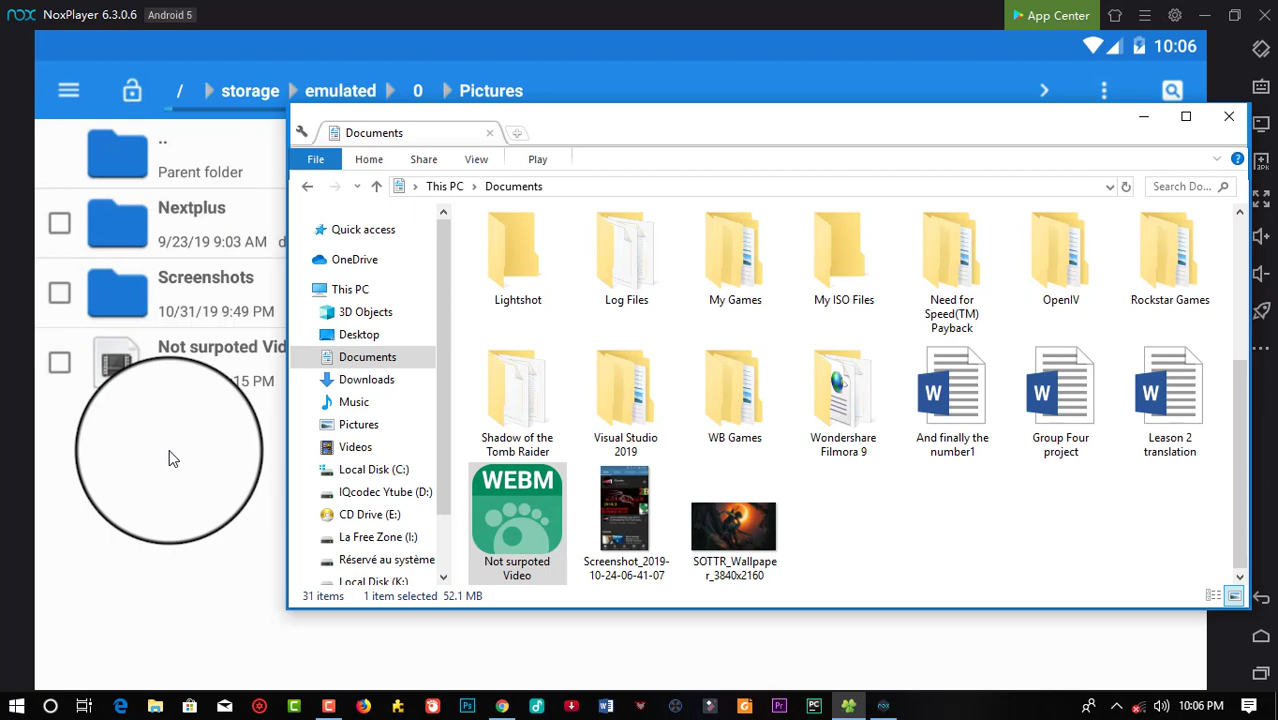 nox NoxPlayer 6.3.0.6 Android 5
App Center
10:06
/ storage emulated 0 Pictures
..
Parent folder
Nextplus
9/23/19 9:03 AM
Screenshots
10/31/19 9:49 PM
Not surpoted Vid
15 PM
Documents
File Home Share View Play
This PC Documents
Search Do...
Quick access
OneDrive
This PC
3D Objects
Desktop
Documents
Downloads
Music
Pictures
Videos
Local Disk (C:)
IQcodec Ytube (D:)
CD Drive (E:)
La Free Zone (I:)
Réservé au système
Local Disk (K:)
Lightshot
Log Files
My Games
My ISO Files
Need for
Speed(TM)
Payback
OpenIV
Rockstar Games
Shadow of the
Tomb Raider
Visual Studio
2019
WB Games
Wondershare
Filmora 9
And finally the
number1
Group Four
project
Leason 2
translation
WEBM
Not surpoted
Video
Screenshot_2019-
10-24-06-41-07
SOTTR_Wallpape
r_3840x2160
31 items 1 item selected 52.1 MB
10:06 PM